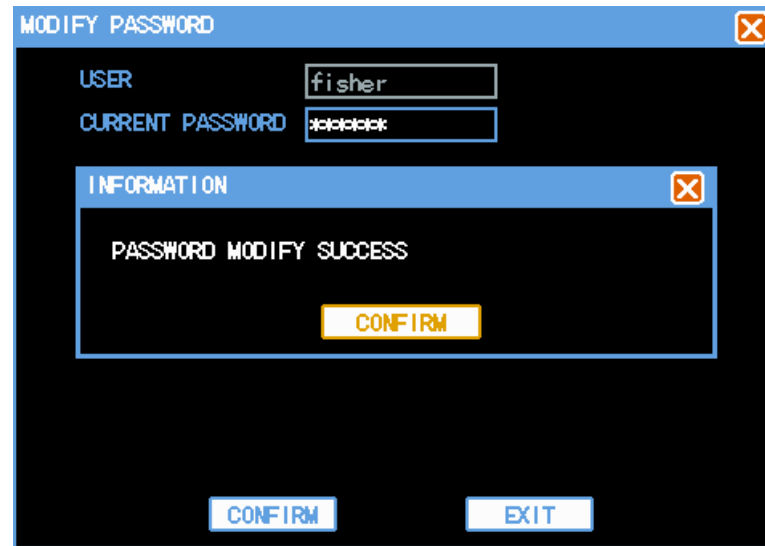 MODIFY PASSWORD
USER fisher
CURRENT PASSWORD ******
INFORMATION
PASSWORD MODIFY SUCCESS
CONFIRM
CONFIRM EXIT